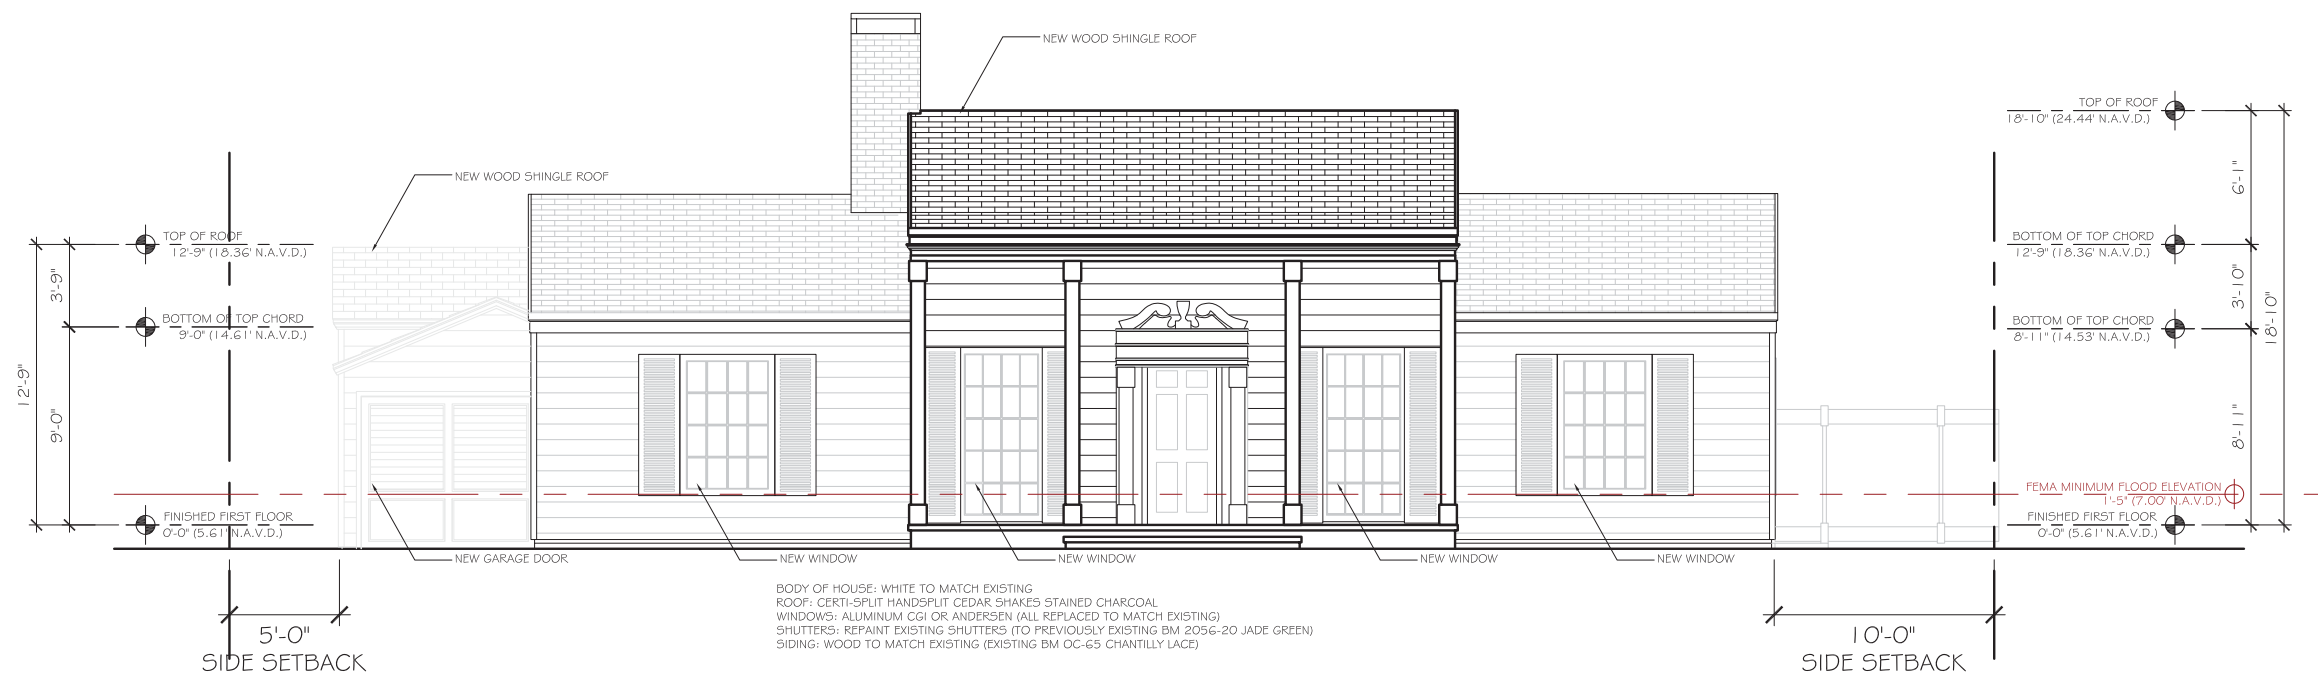 NEW WOOD SHINGLE ROOF
TOP OF ROOF
18'-10" (24.44' N.A.V.D.)
6'-1"
NEW WOOD SHINGLE ROOF
TOP OF ROOF
12'-9" (18.36' N.A.V.D.)
BOTTOM OF TOP CHORD
12'-9" (18.36' N.A.V.D.)
3'-9"
3'-10"
18'-10"
BOTTOM OF TOP CHORD
9'-0" (14.61' N.A.V.D.)
BOTTOM OF TOP CHORD
8'-11" (14.53' N.A.V.D.)
12'-9"
9'-0"
8'-11"
FEMA MINIMUM FLOOD ELEVATION
1'-5" (7.00' N.A.V.D.)
FINISHED FIRST FLOOR
0'-0" (5.61' N.A.V.D.)
FINISHED FIRST FLOOR
0'-0" (5.61' N.A.V.D.)
NEW GARAGE DOOR
NEW WINDOW
NEW WINDOW
NEW WINDOW
NEW WINDOW
BODY OF HOUSE: WHITE TO MATCH EXISTING
ROOF: CERTI-SPLIT HANDSPLIT CEDAR SHAKES STAINED CHARCOAL
WINDOWS: ALUMINUM CGI OR ANDERSEN (ALL REPLACED TO MATCH EXISTING)
SHUTTERS: REPAINT EXISTING SHUTTERS (TO PREVIOUSLY EXISTING BM 2056-20 JADE GREEN)
SIDING: WOOD TO MATCH EXISTING (EXISTING BM OC-65 CHANTILLY LACE)
5'-0"
SIDE SETBACK
10'-0"
SIDE SETBACK